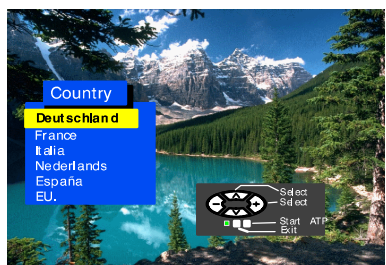 Country
Deutschland
France
Italia
Nederlands
España
EU.
Select
Select
Start ATP
Exit